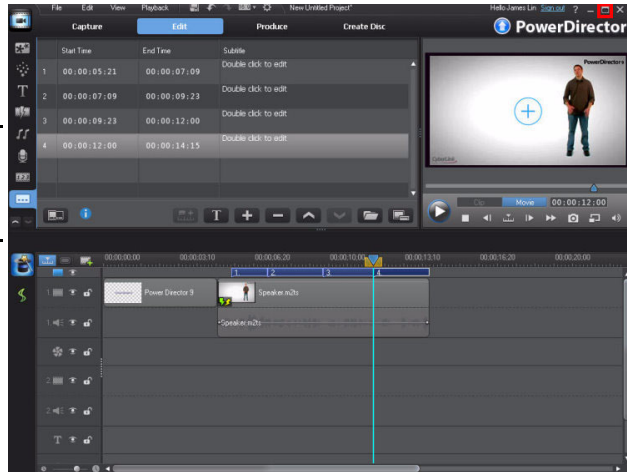 File Edit View Playback New Untitled Project* Hello James Lin Sign out ?
Capture Edit Produce Create Disc PowerDirector
Start Time End Time Subtitle
1 00:00:05:21 00:00:07:09 Double click to edit
2 00:00:07:09 00:00:09:23 Double click to edit
3 00:00:09:23 00:00:12:00 Double click to edit
4 00:00:12:00 00:00:14:15 Double click to edit
PowerDirector
CyberLink
Clip Move 00:00:12:00
T
00;00;00;00 00;00;03;10 00;00;06;20 00;00;10;00 00;00;13;10 00;00;16;20 00;00;20;00
1. 2. 3. 4.
1 Power Director 9 Speaker.m2ts
1 Speaker.m2ts
2
2
T